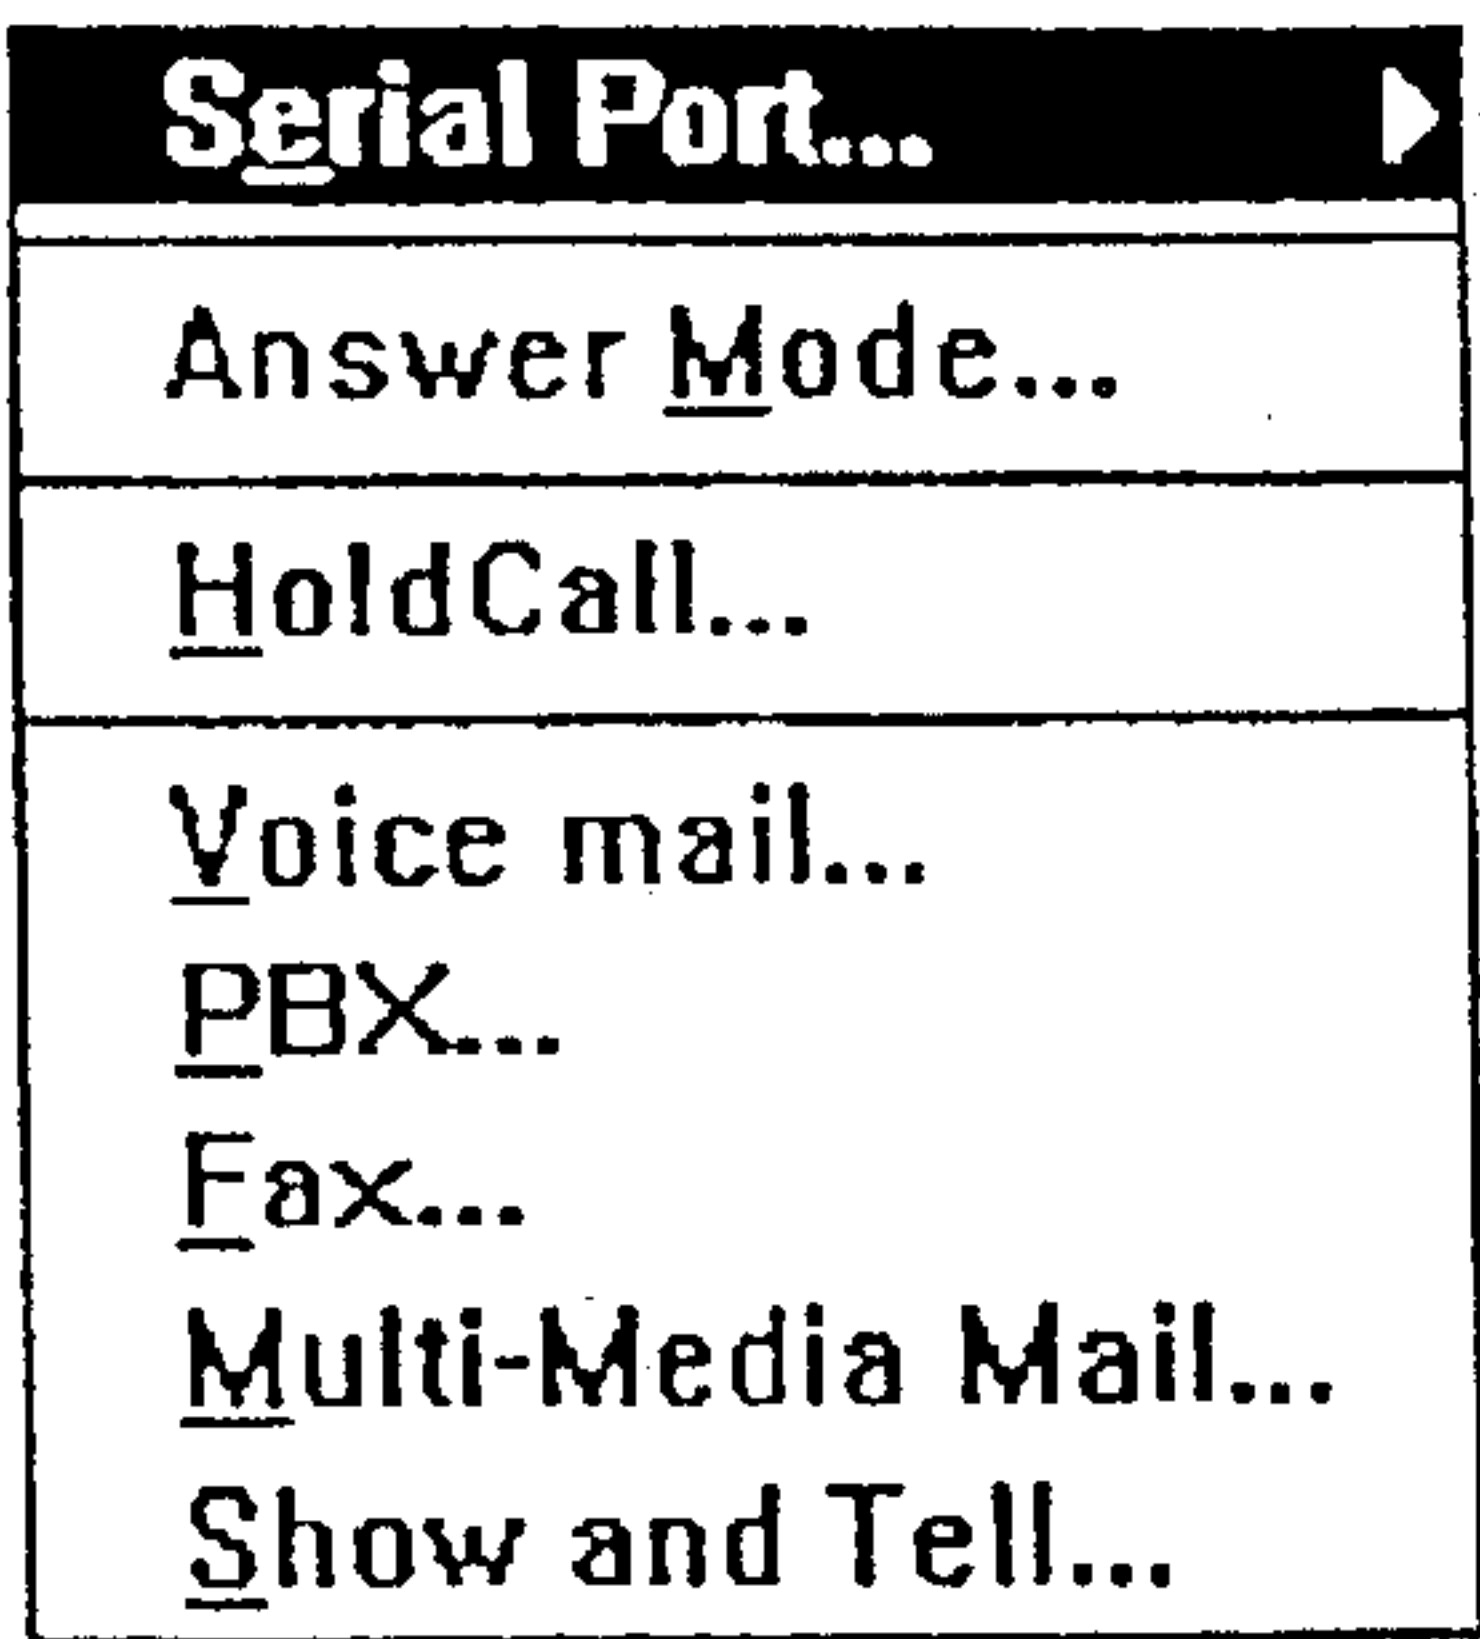 Serial Port...
Answer Mode...
HoldCall...
Voice mail...
PBX...
Fax...
Multi-Media Mail...
Show and Tell...